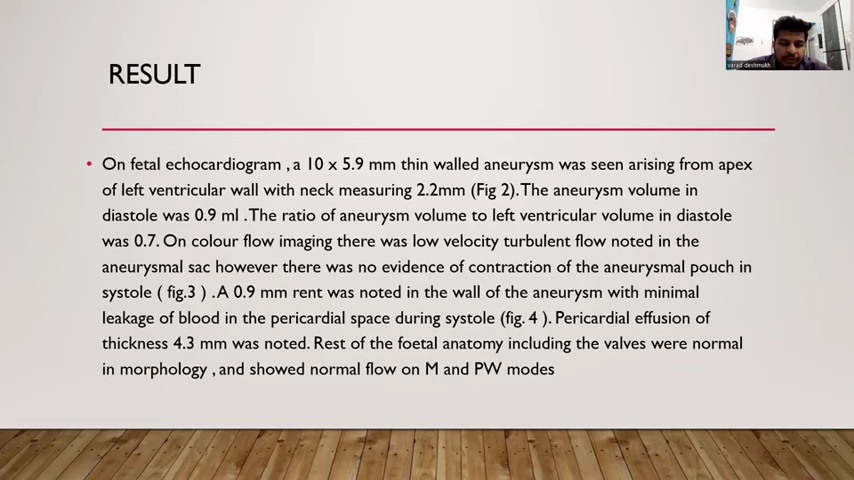 RESULT
varad deshmukh
• On fetal echocardiogram , a 10 x 5.9 mm thin walled aneurysm was seen arising from apex
of left ventricular wall with neck measuring 2.2mm (Fig 2). The aneurysm volume in
diastole was 0.9 ml . The ratio of aneurysm volume to left ventricular volume in diastole
was 0.7. On colour flow imaging there was low velocity turbulent flow noted in the
aneurysmal sac however there was no evidence of contraction of the aneurysmal pouch in
systole ( fig.3 ) . A 0.9 mm rent was noted in the wall of the aneurysm with minimal
leakage of blood in the pericardial space during systole (fig. 4 ). Pericardial effusion of
thickness 4.3 mm was noted. Rest of the foetal anatomy including the valves were normal
in morphology , and showed normal flow on M and PW modes